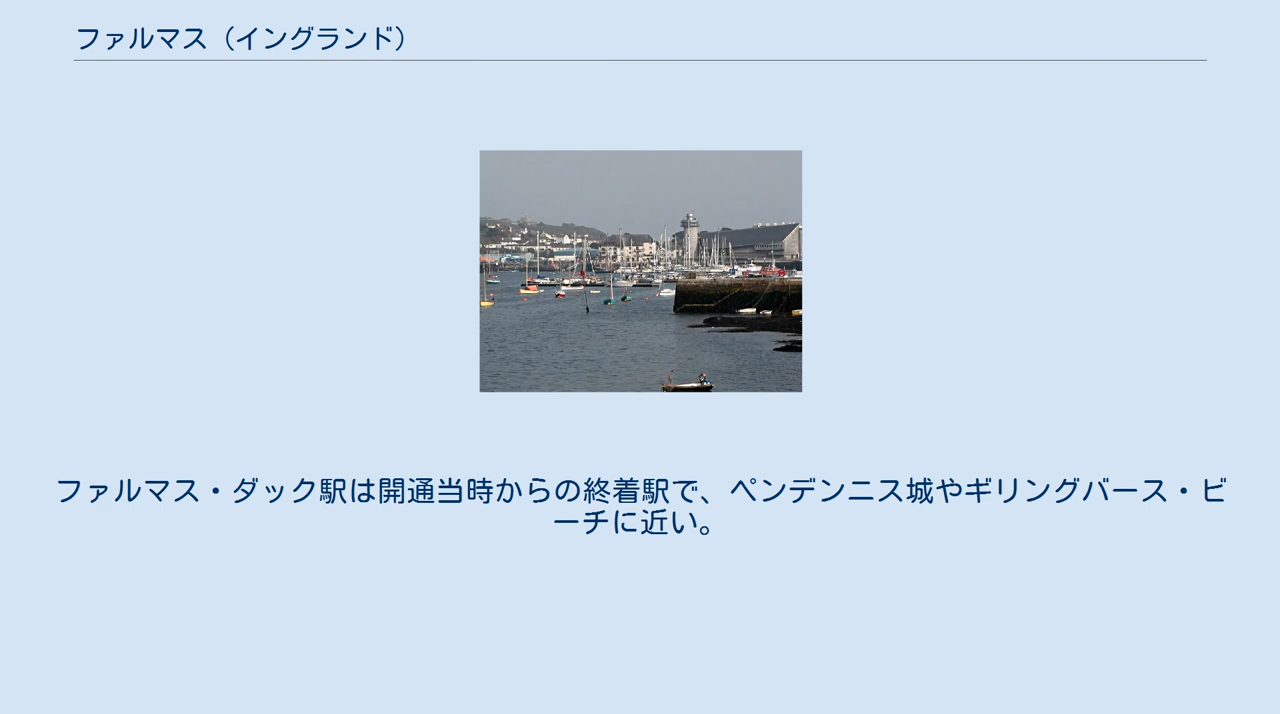 ファルマス（イングランド）
ファルマス・ダック駅は開通当時からの終着駅で、ペンデンニス城やギリングバース・ビ
ーチに近い。